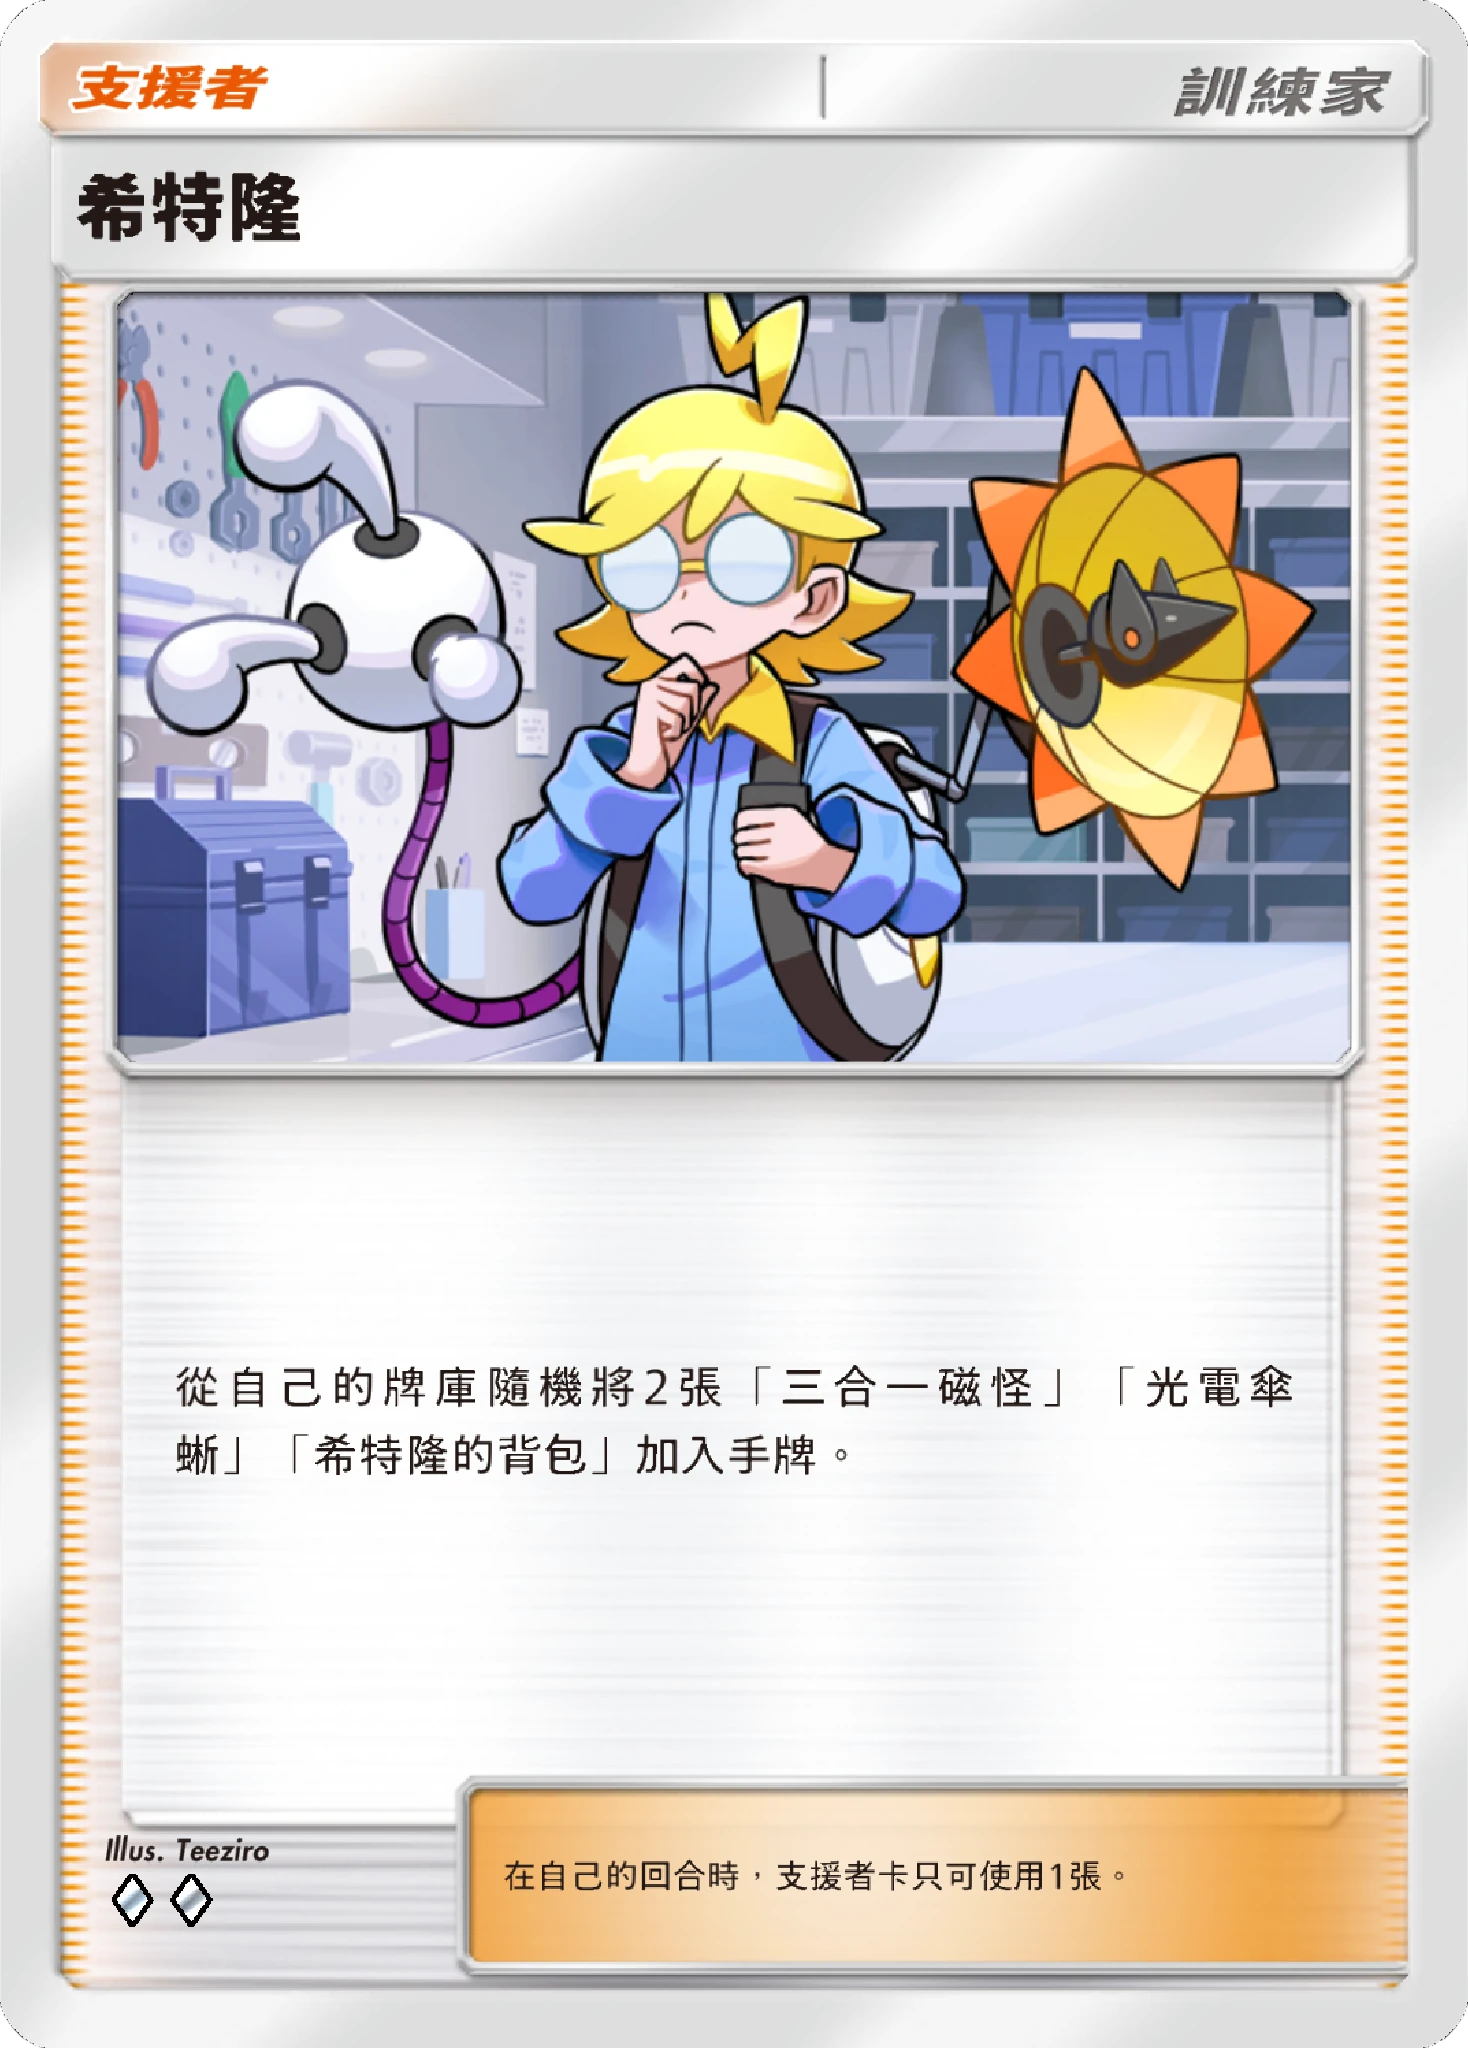 支援者
訓練家
希特隆
從自己的牌庫隨機將2張「三合一磁怪」「光電傘
蜥」「希特隆的背包」加入手牌。
Illus. Teeziro
在自己的回合時，支援者卡只可使用1張。